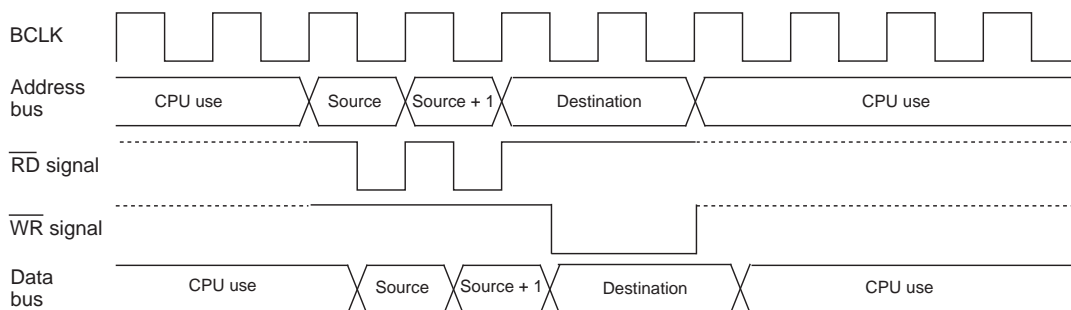 BCLK
Address
bus
CPU use
Source
Source + 1
Destination
CPU use
RD signal
WR signal
Data
bus
CPU use
Source
Source + 1
Destination
CPU use